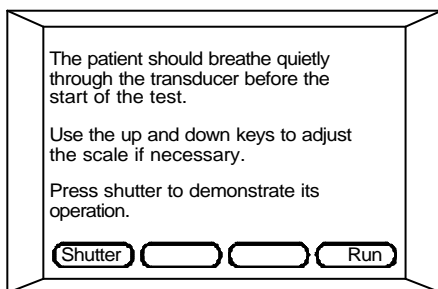 The patient should breathe quietly
through the transducer before the
start of the test.
Use the up and down keys to adjust
the scale if necessary.
Press shutter to demonstrate its
operation.
Shutter Run